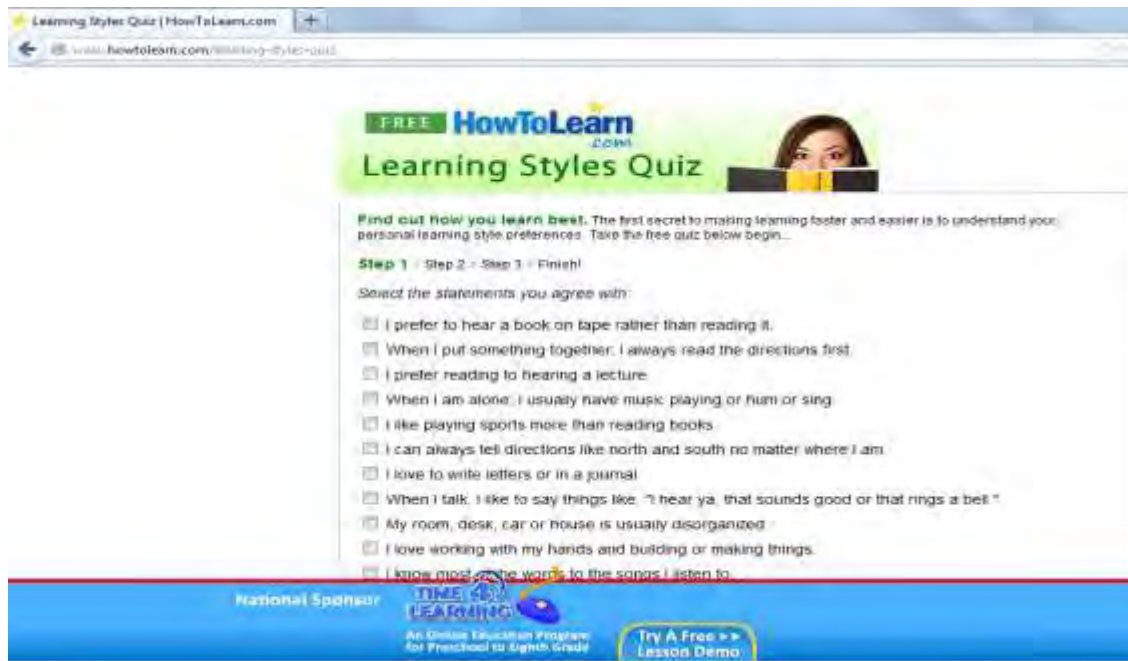 Learning Styles Quiz | HowToLearn.com
www.howtolearn.com/learning-styles-quiz
FREE HowToLearn
.com
Learning Styles Quiz
Find out how you learn best. The first secret to making learning faster and easier is to understand your
personal learning style preferences. Take the free quiz below begin...
Step 1 - Step 2 - Step 3 - Finish!
Select the statements you agree with:
I prefer to hear a book on tape rather than reading it.
When I put something together, I always read the directions first.
I prefer reading to hearing a lecture
When I am alone, I usually have music playing or hum or sing
I like playing sports more than reading books
I can always tell directions like north and south no matter where I am
I love to write letters or in a journal
When I talk, I like to say things like, "I hear ya, that sounds good or that rings a bell."
My room, desk, car or house is usually disorganized
I love working with my hands and building or making things.
I know most of the words to the songs I listen to.
National Sponsor
TIME 4
LEARNING
An Online Education Program
for Preschool to Eighth Grade
Try A Free >>
Lesson Demo